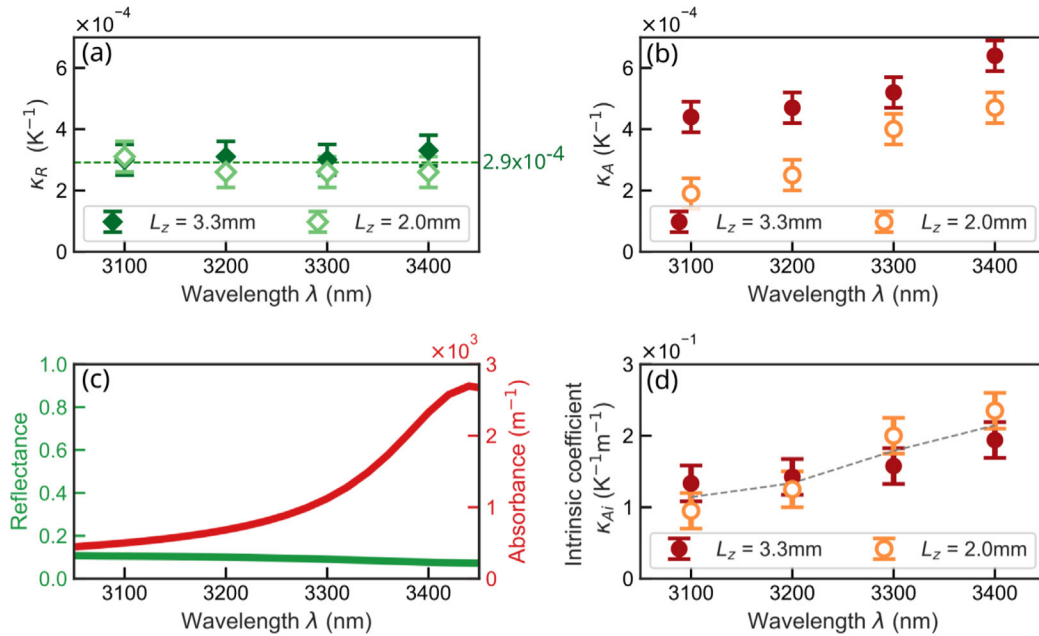 ×10⁻⁴
(a)
6
4
2
0
κ_R (K⁻¹)
2.9x10⁻⁴
L_z = 3.3mm
L_z = 2.0mm
3100 3200 3300 3400
Wavelength λ (nm)
×10⁻⁴
(b)
6
4
2
0
κ_A (K⁻¹)
L_z = 3.3mm
L_z = 2.0mm
3100 3200 3300 3400
Wavelength λ (nm)
(c)
1.0
0.8
0.6
0.4
0.2
0.0
Reflectance
×10³
3
2
1
0
Absorbance (m⁻¹)
3100 3200 3300 3400
Wavelength λ (nm)
×10⁻¹
(d)
3
2
1
0
Intrinsic coefficient
κ_Ai (K⁻¹m⁻¹)
L_z = 3.3mm
L_z = 2.0mm
3100 3200 3300 3400
Wavelength λ (nm)